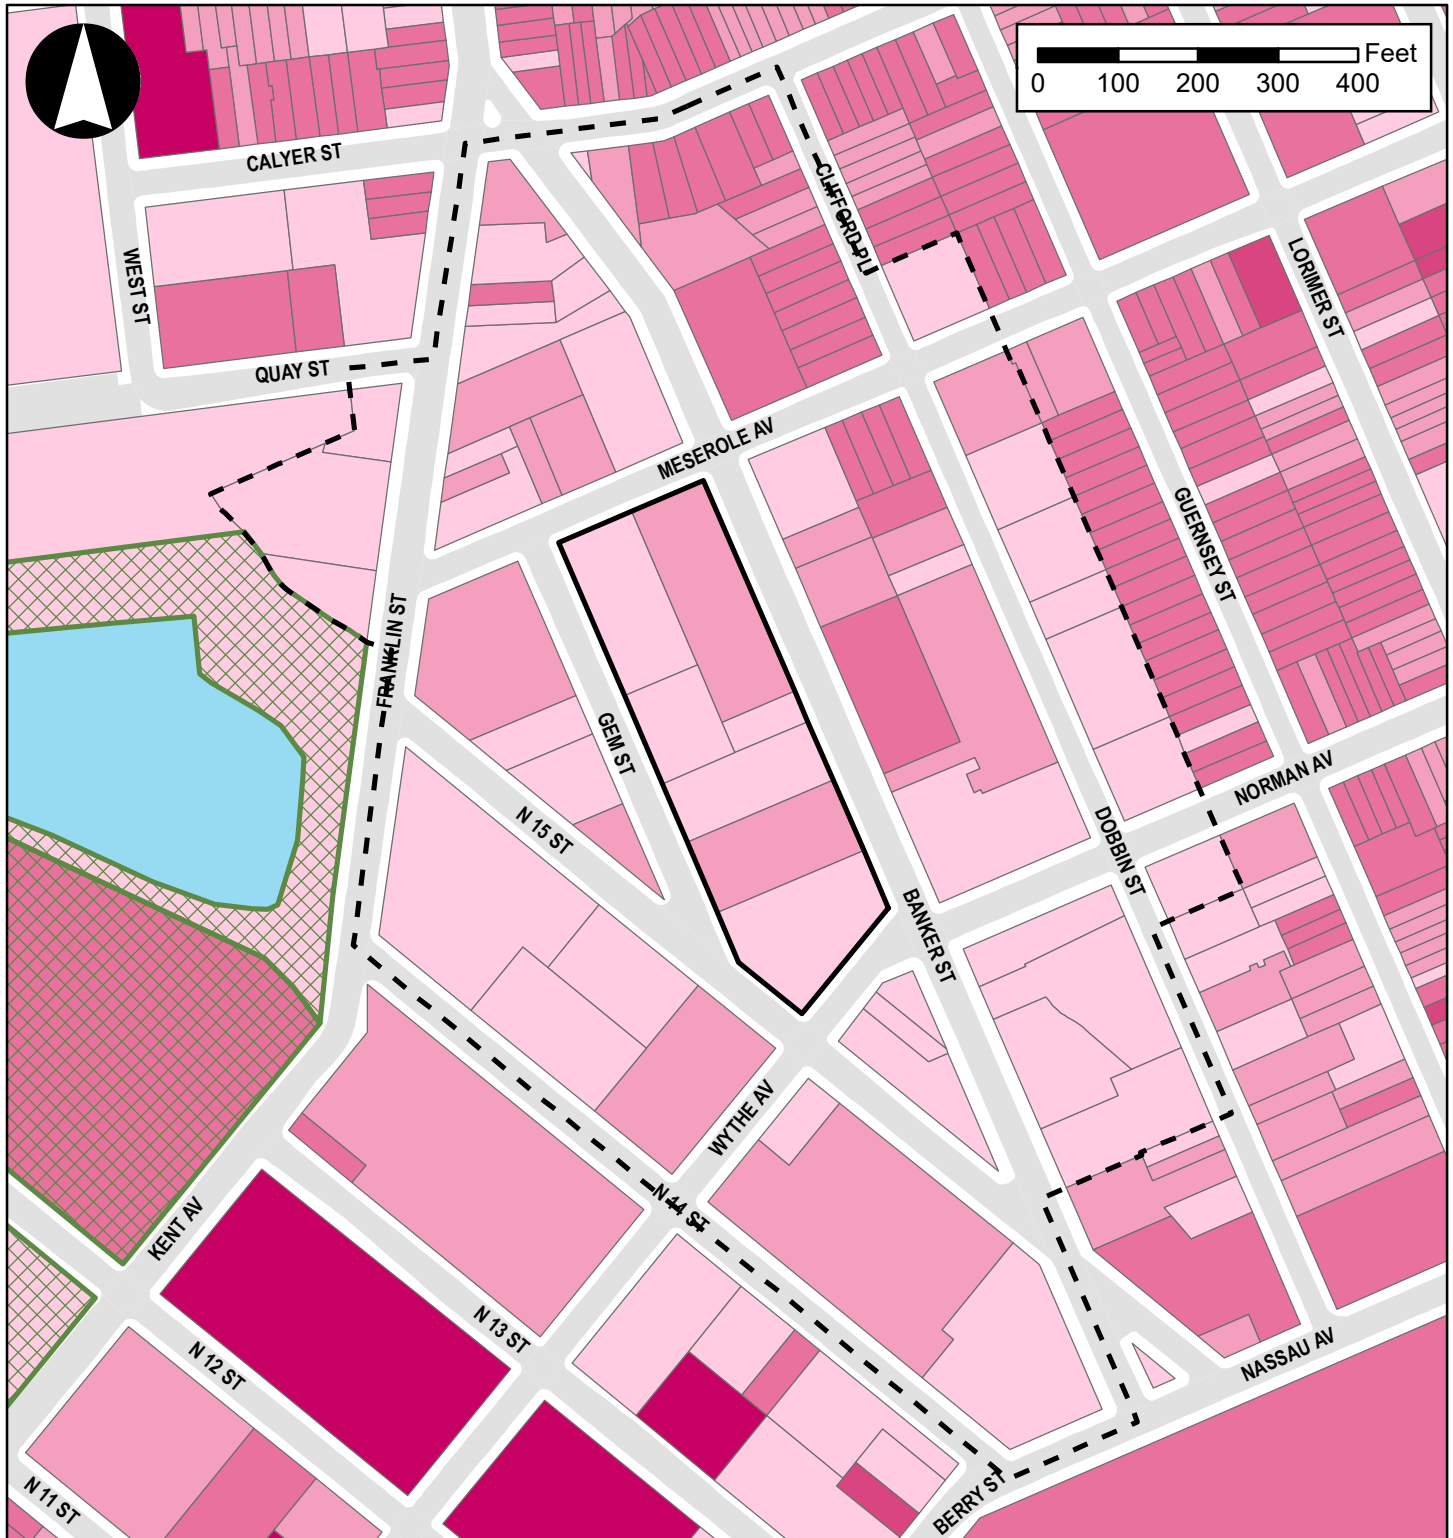 Feet
0 100 200 300 400
CALYER ST
CLIFFORD PL
WEST ST
LORIMER ST
QUAY ST
MESEROLE AV
GUERNSEY ST
FRANKLIN ST
GEM ST
N 15 ST
NORMAN AV
DOBBIN ST
BANKER ST
WYTHE AV
N 14 ST
KENT AV
N 13 ST
N 12 ST
NASSAU AV
N 11 ST
BERRY ST